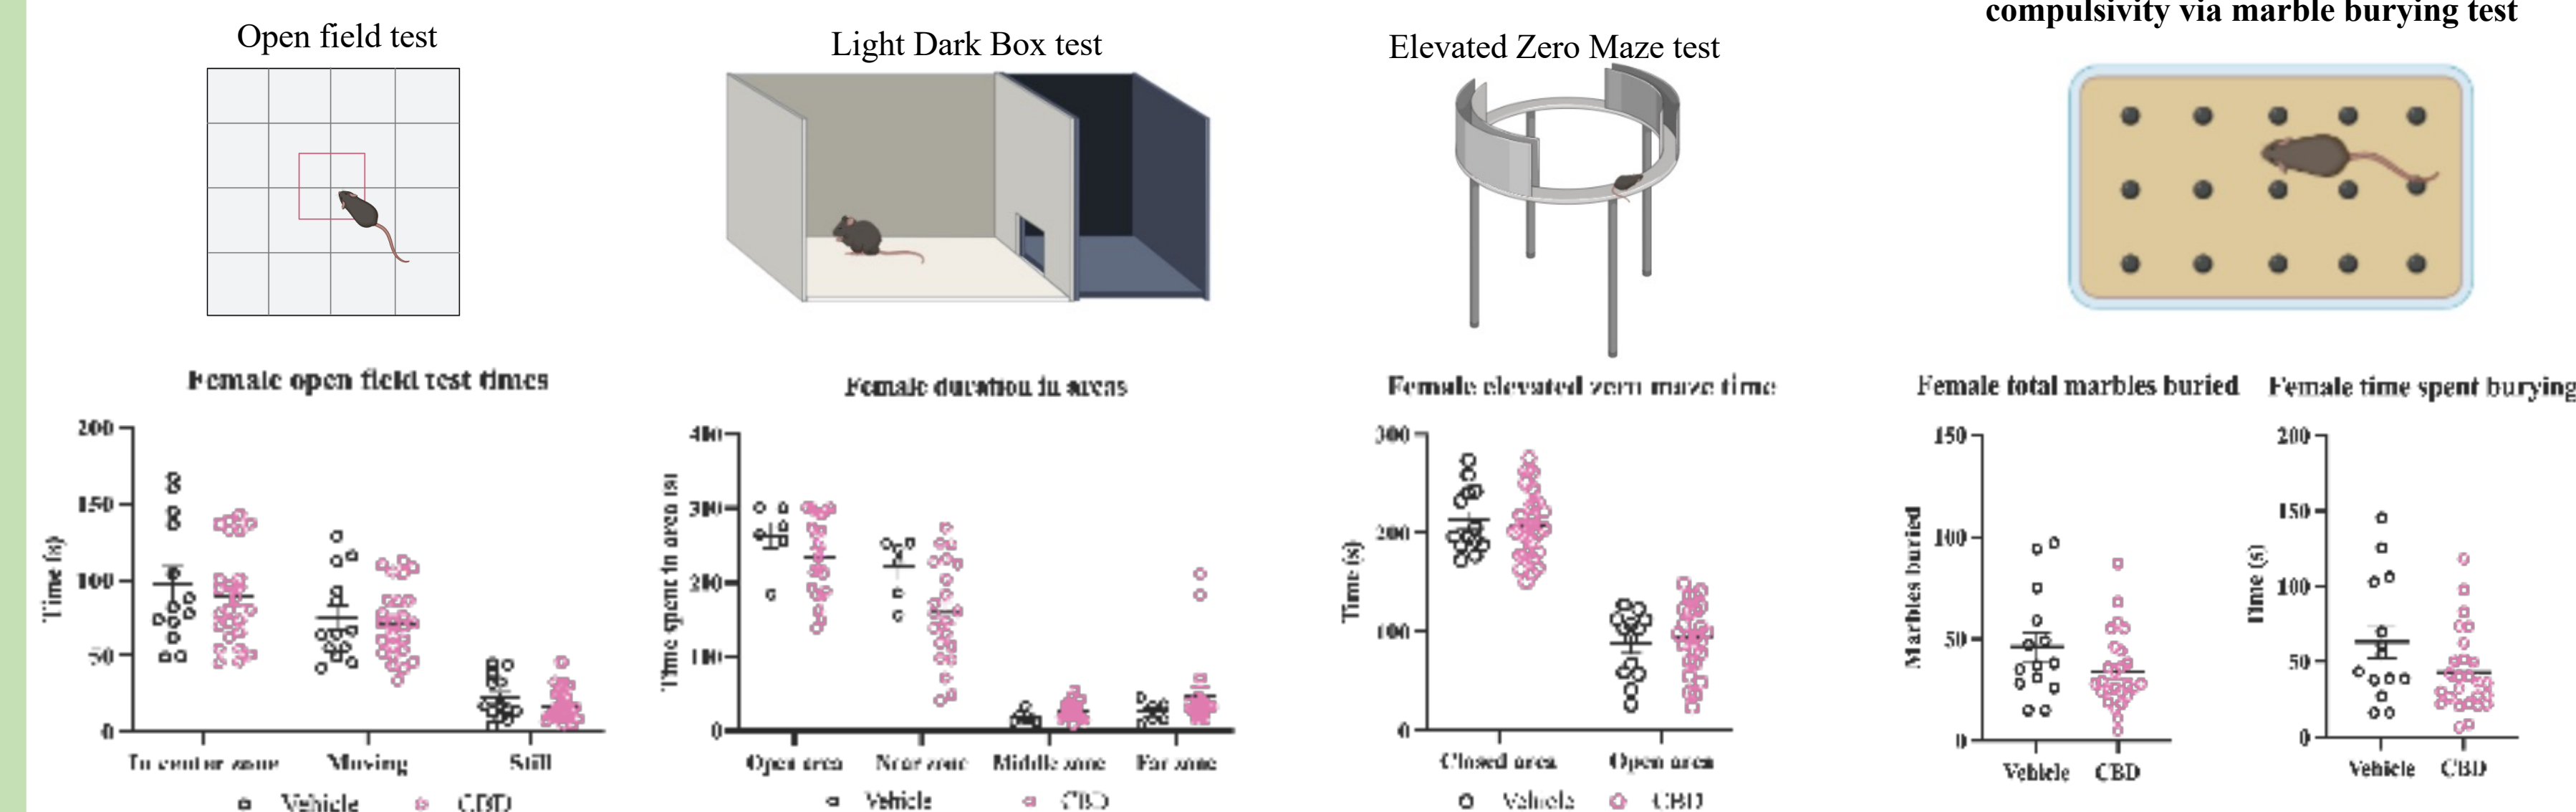 compulsivity via marble burying test
Open field test
Light Dark Box test
Elevated Zero Maze test
Female open field test times
Time (s)
200
150
100
50
0
In center zone
Moving
Still
Vehicle
CBD
Female duration in areas
Time spent in area (s)
400
300
200
100
0
Open area
Near zone
Middle zone
Far zone
Vehicle
CBD
Female elevated zero maze time
Time (s)
300
200
100
0
Closed area
Open area
Vehicle
CBD
Female total marbles buried
Marbles buried
150
100
50
0
Vehicle
CBD
Female time spent burying
Time (s)
200
150
100
50
0
Vehicle
CBD